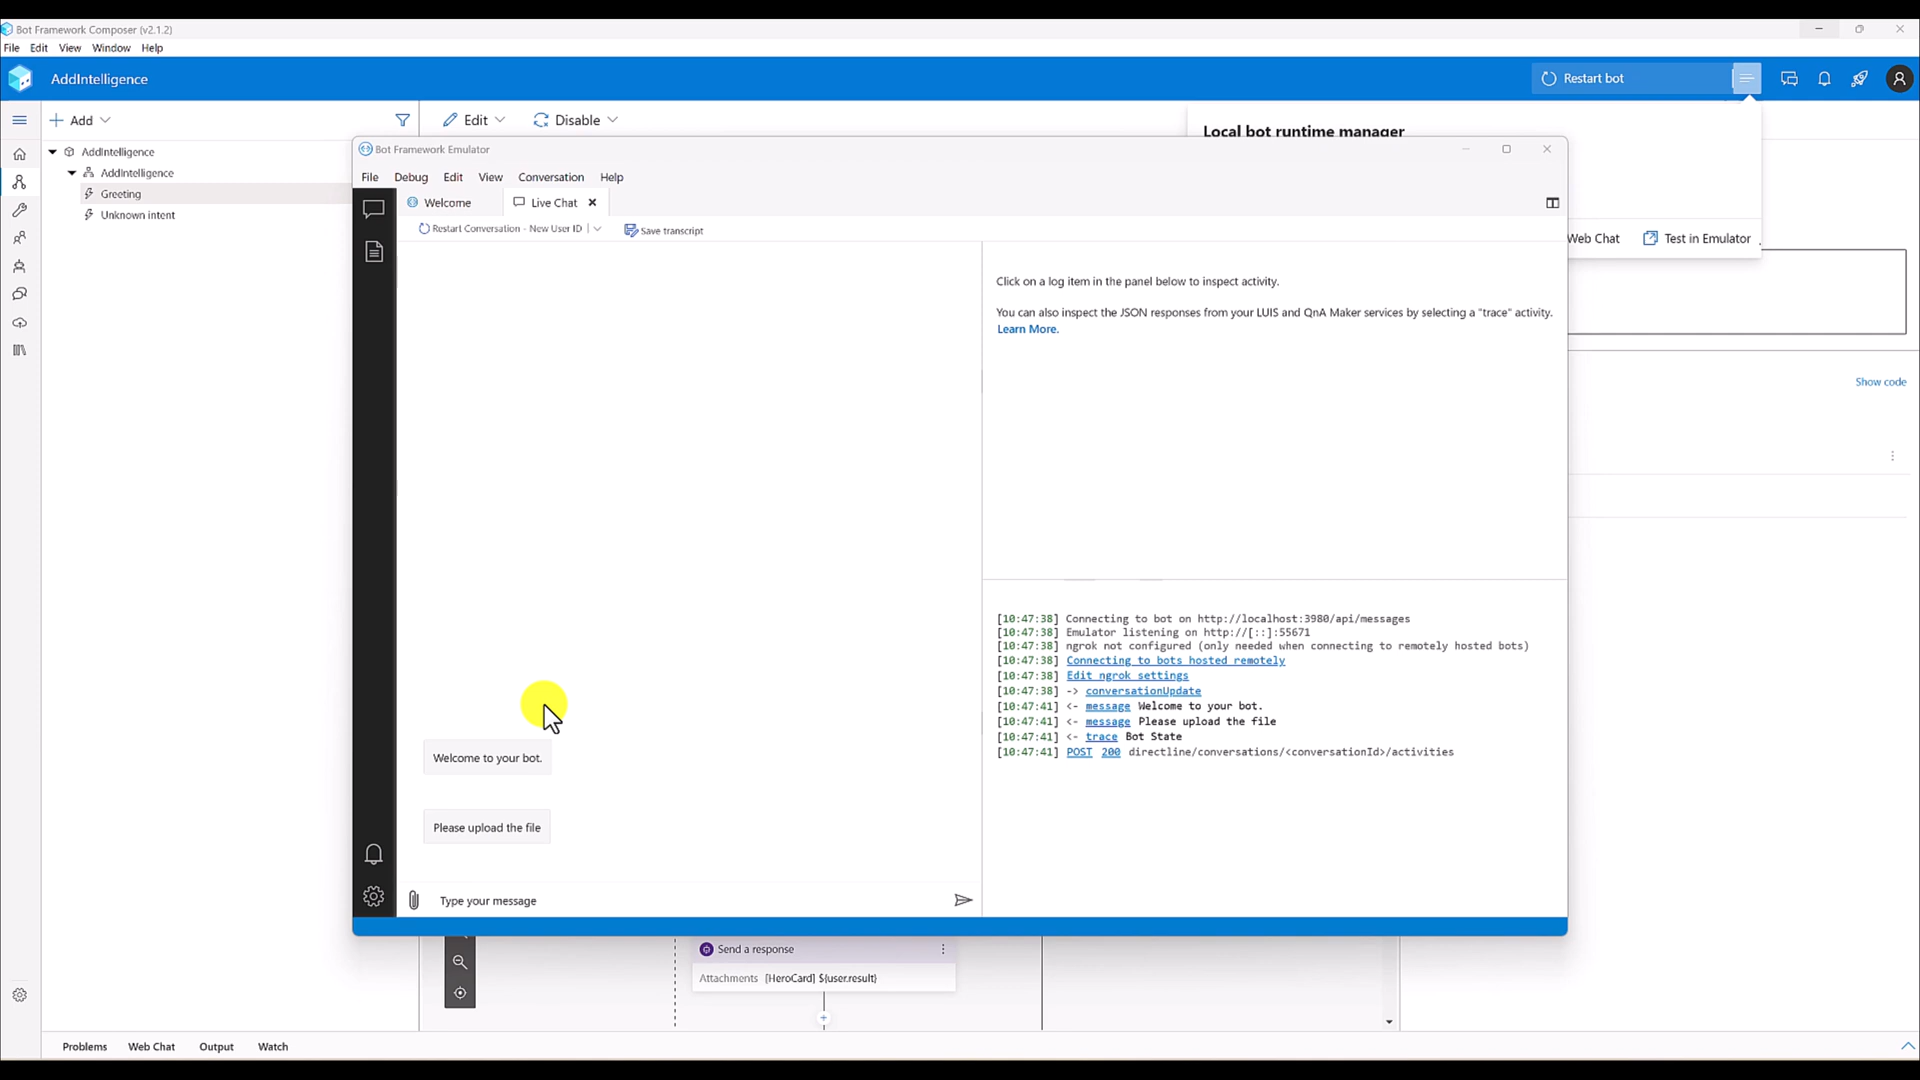 Bot Framework Composer (v2.1.2)
File Edit View Window Help
AddIntelligence
Restart bot
Add
Edit
Disable
Local bot runtime manager
AddIntelligence
AddIntelligence
Greeting
Unknown intent
Web Chat
Test in Emulator
Show code
Bot Framework Emulator
File Debug Edit View Conversation Help
Welcome
Live Chat
Restart Conversation - New User ID
Save transcript
Click on a log item in the panel below to inspect activity.
You can also inspect the JSON responses from your LUIS and QnA Maker services by selecting a "trace" activity.
Learn More.
[10:47:38] Connecting to bot on http://localhost:3980/api/messages
[10:47:38] Emulator listening on http://[::]:55671
[10:47:38] ngrok not configured (only needed when connecting to remotely hosted bots)
[10:47:38] Connecting to bots hosted remotely
[10:47:38] Edit ngrok settings
[10:47:38] -> conversationUpdate
[10:47:41] <- message Welcome to your bot.
[10:47:41] <- message Please upload the file
[10:47:41] <- trace Bot State
[10:47:41] POST 200 directline/conversations/<conversationId>/activities
Welcome to your bot.
Please upload the file
Type your message
Send a response
Attachments [HeroCard] ${user.result}
Problems Web Chat Output Watch